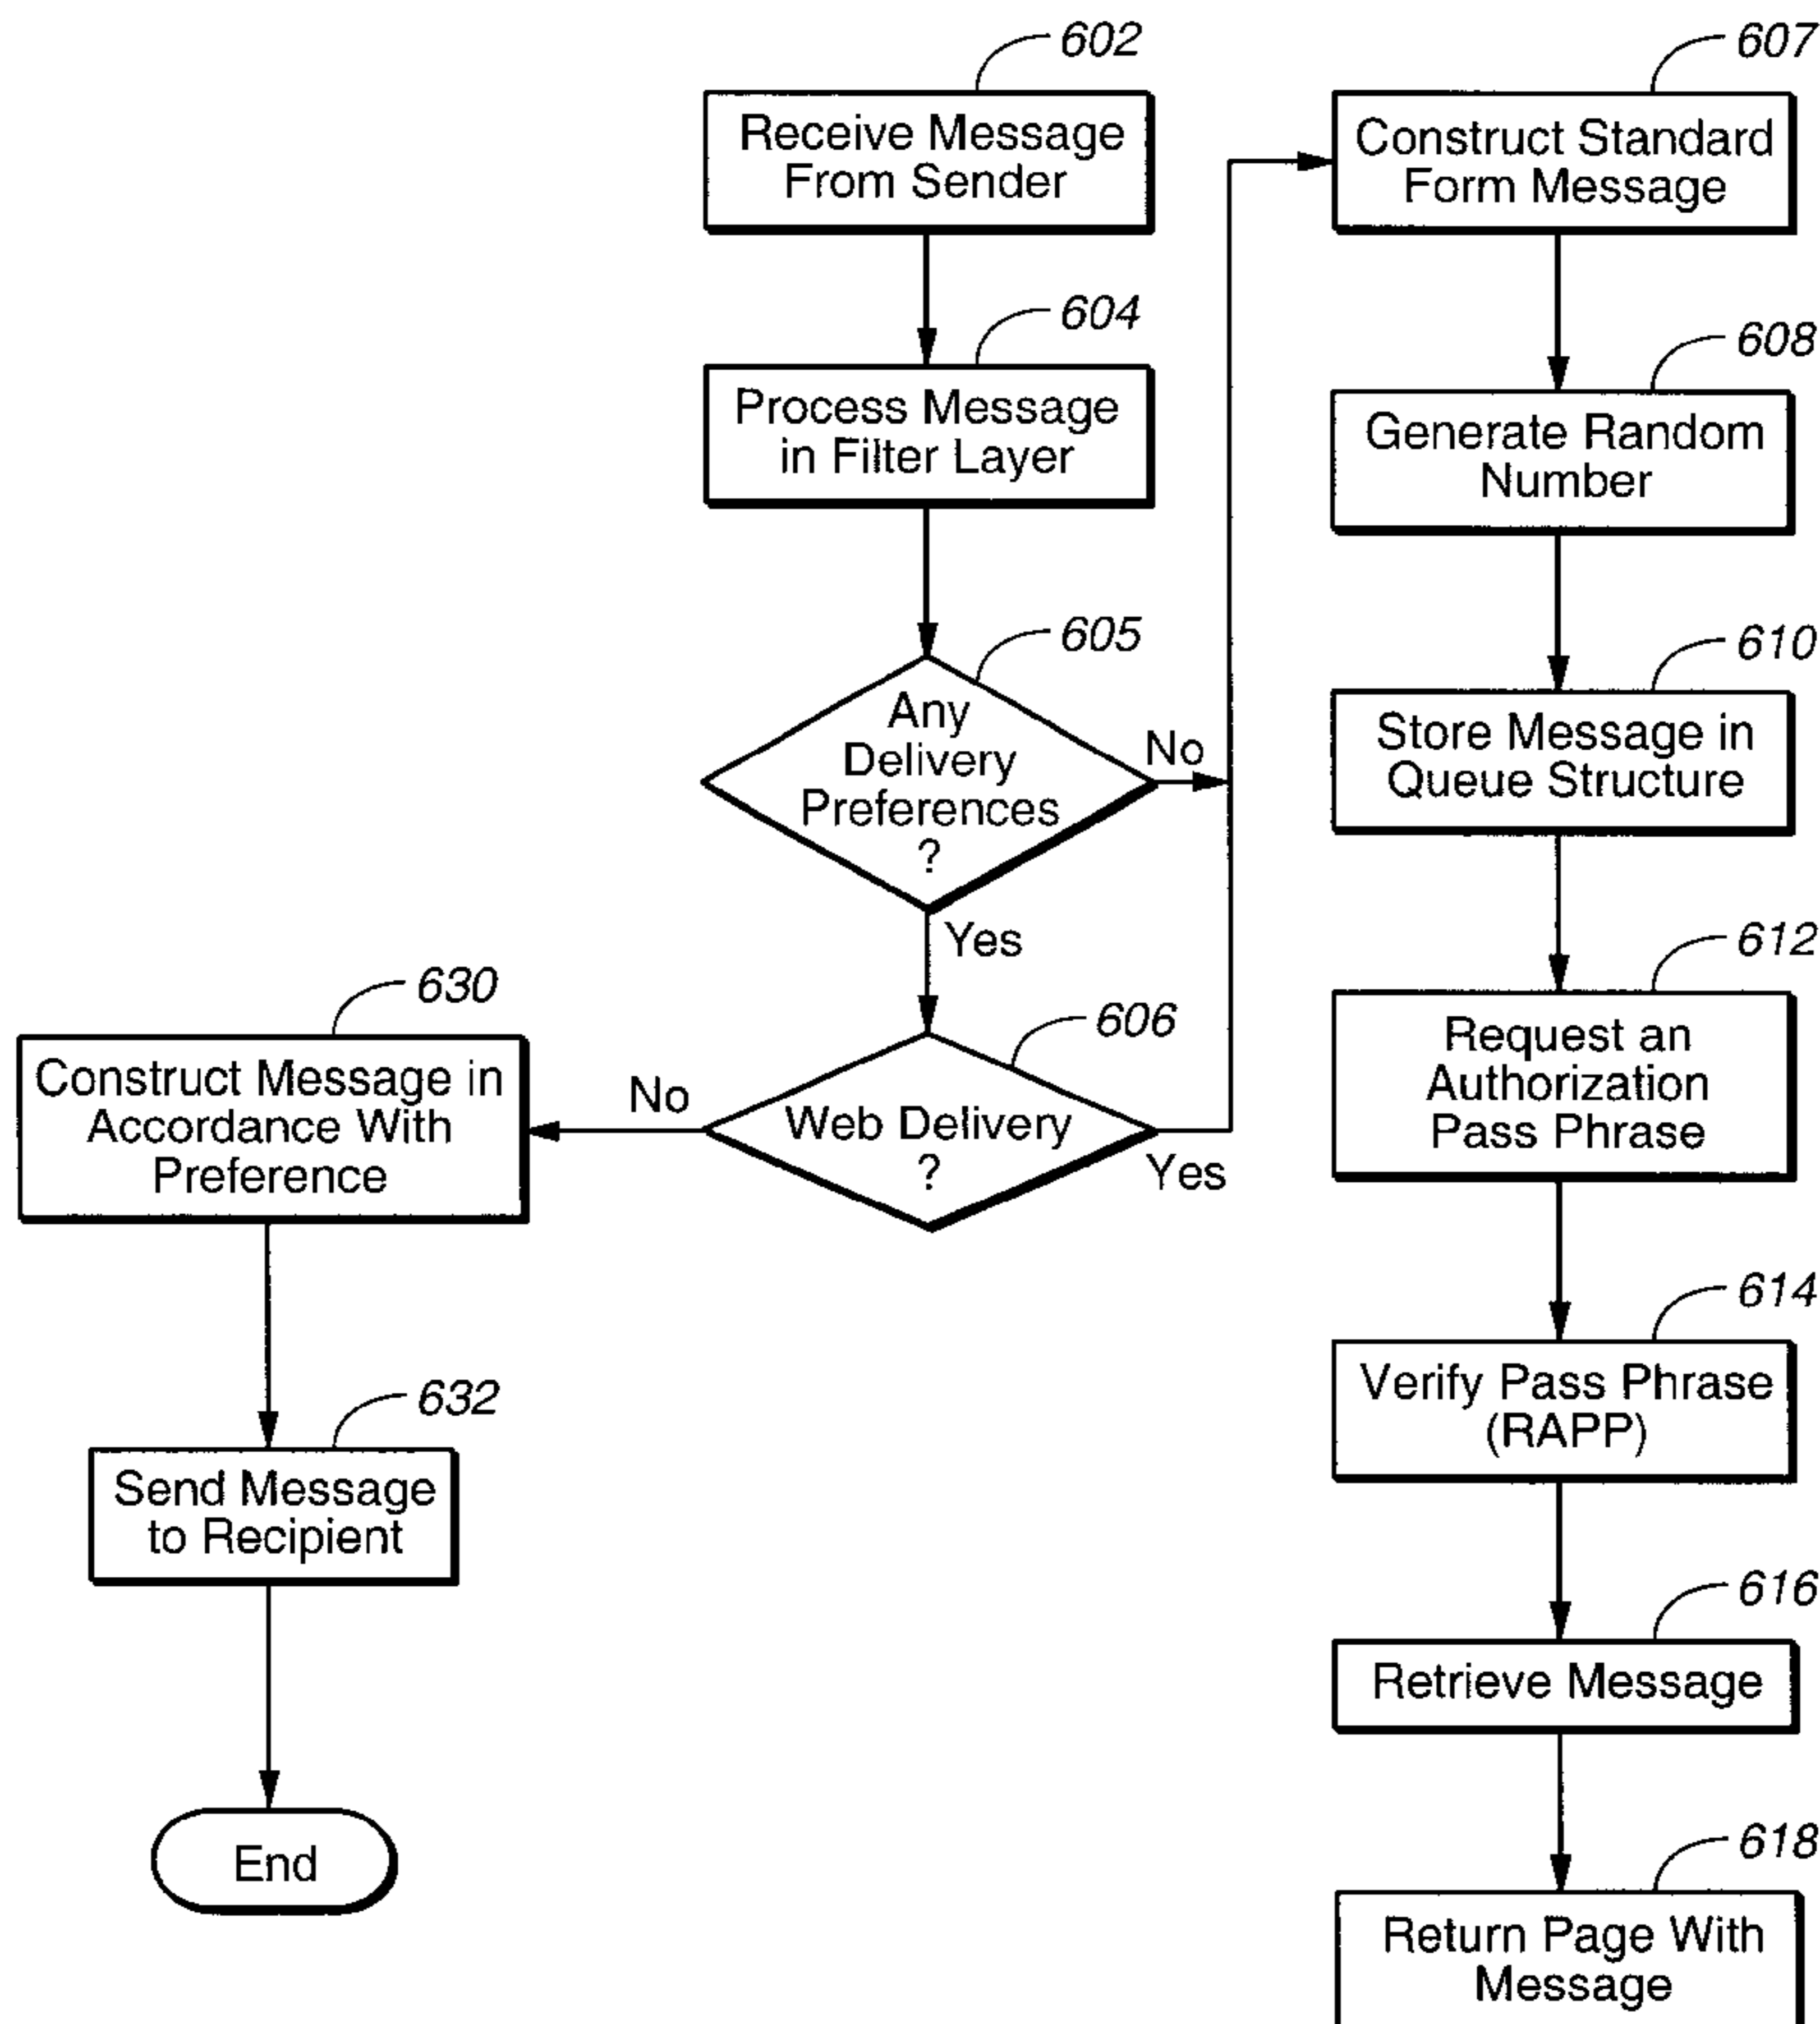 602
Receive Message
From Sender
604
Process Message
in Filter Layer
605
Any
Delivery
Preferences
?
No
Yes
606
Web Delivery
?
No
Yes
630
Construct Message in
Accordance With
Preference
632
Send Message
to Recipient
End
607
Construct Standard
Form Message
608
Generate Random
Number
610
Store Message in
Queue Structure
612
Request an
Authorization
Pass Phrase
614
Verify Pass Phrase
(RAPP)
616
Retrieve Message
618
Return Page With
Message